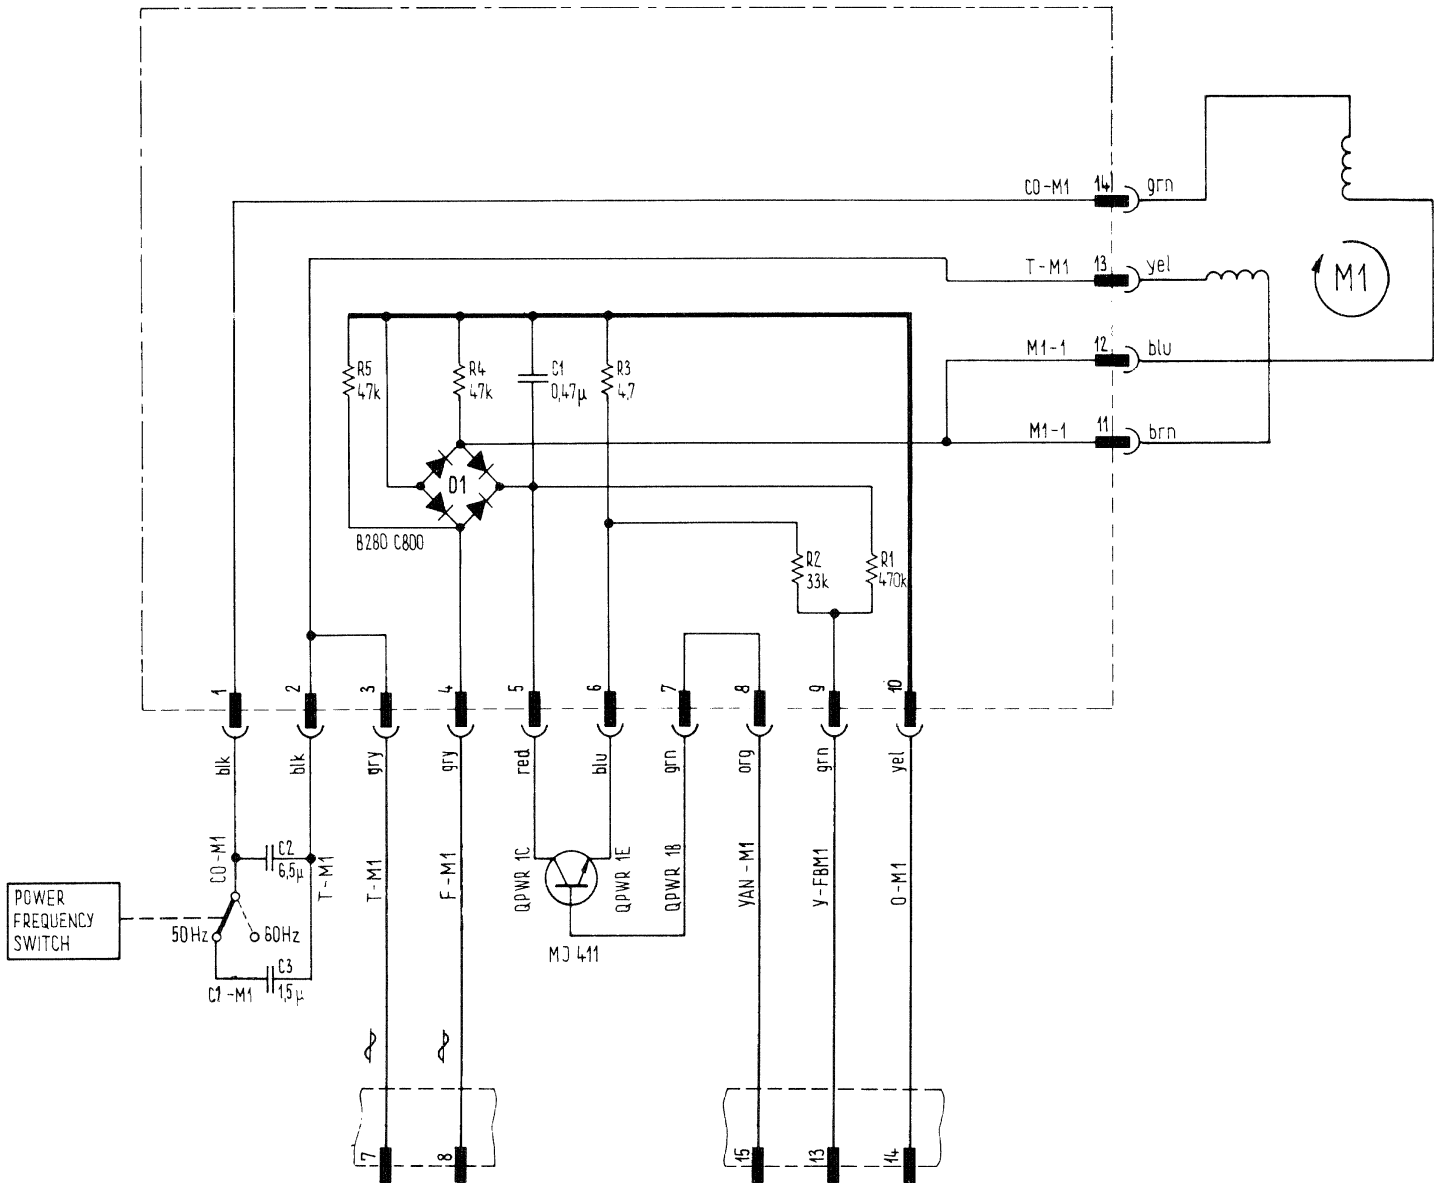 CO-M1 14 grn
T-M1 13 yel
M1
M1-1 12 blu
R5
47k
R4
47k
C1
0,47µ
R3
4,7
M1-1 11 brn
D1
B280 C800
R2
33k
R1
470k
1 2 3 4 5 6 7 8 9 10
blk blk gry gry red blu grn org grn yel
CO-M1
C2
6,5µ
T-M1
T-M1
F-M1
QPWR 1C
QPWR 1E
QPWR 1B
YAN-M1
Y-FBM1
0-M1
POWER
FREQUENCY
SWITCH
50Hz 60Hz
MJ 411
C3
1,5µ
C1-M1
7 8 15 13 14